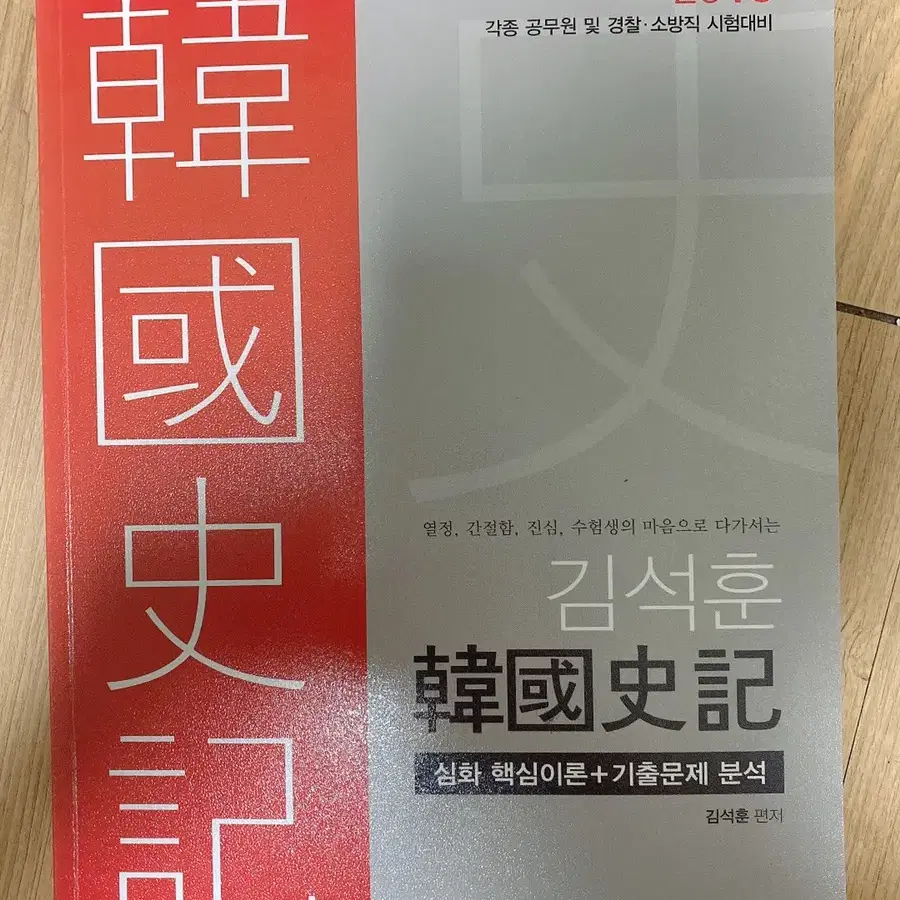 韓國史記
각종 공무원 및 경찰·소방직 시험대비
史
열정, 간절함, 진심, 수험생의 마음으로 다가서는
김석훈
韓國史記
심화 핵심이론+기출문제 분석
김석훈 편저